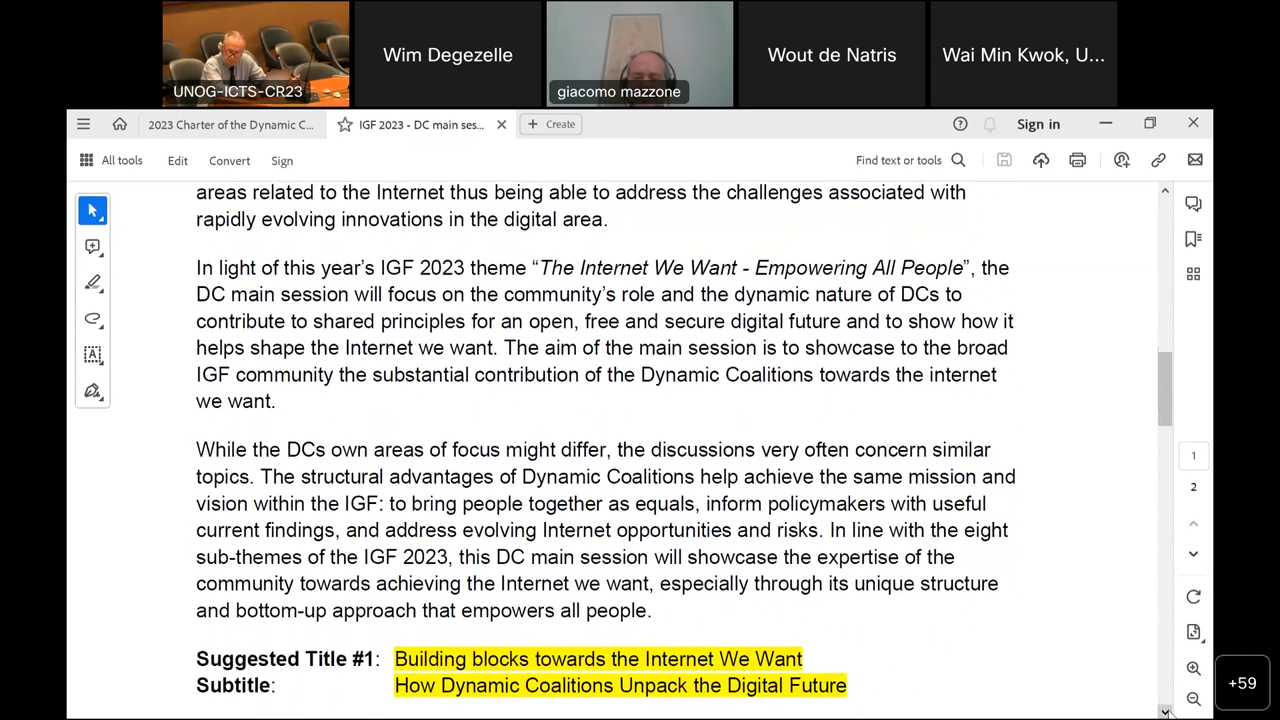 UNOG-ICTS-CR23
Wim Degezelle
giacomo mazzone
Wout de Natris
Wai Min Kwok, U...
2023 Charter of the Dynamic C...
IGF 2023 - DC main ses...
Create
Sign in
All tools
Edit
Convert
Sign
Find text or tools
areas related to the Internet thus being able to address the challenges associated with
rapidly evolving innovations in the digital area.
In light of this year’s IGF 2023 theme “The Internet We Want - Empowering All People”, the
DC main session will focus on the community’s role and the dynamic nature of DCs to
contribute to shared principles for an open, free and secure digital future and to show how it
helps shape the Internet we want. The aim of the main session is to showcase to the broad
IGF community the substantial contribution of the Dynamic Coalitions towards the internet
we want.
While the DCs own areas of focus might differ, the discussions very often concern similar
topics. The structural advantages of Dynamic Coalitions help achieve the same mission and
vision within the IGF: to bring people together as equals, inform policymakers with useful
current findings, and address evolving Internet opportunities and risks. In line with the eight
sub-themes of the IGF 2023, this DC main session will showcase the expertise of the
community towards achieving the Internet we want, especially through its unique structure
and bottom-up approach that empowers all people.
Suggested Title #1: Building blocks towards the Internet We Want
Subtitle: How Dynamic Coalitions Unpack the Digital Future
1
2
+59